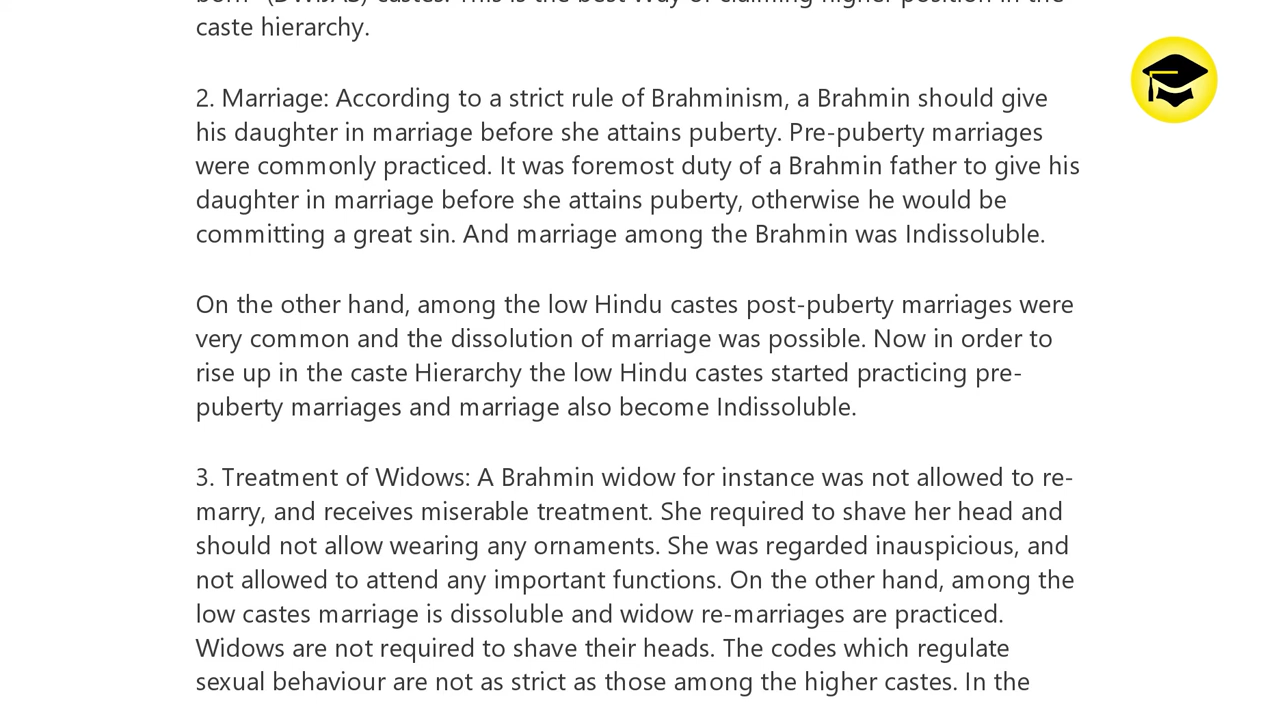 caste hierarchy.
2. Marriage: According to a strict rule of Brahminism, a Brahmin should give
his daughter in marriage before she attains puberty. Pre-puberty marriages
were commonly practiced. It was foremost duty of a Brahmin father to give his
daughter in marriage before she attains puberty, otherwise he would be
committing a great sin. And marriage among the Brahmin was Indissoluble.
On the other hand, among the low Hindu castes post-puberty marriages were
very common and the dissolution of marriage was possible. Now in order to
rise up in the caste Hierarchy the low Hindu castes started practicing pre-
puberty marriages and marriage also become Indissoluble.
3. Treatment of Widows: A Brahmin widow for instance was not allowed to re-
marry, and receives miserable treatment. She required to shave her head and
should not allow wearing any ornaments. She was regarded inauspicious, and
not allowed to attend any important functions. On the other hand, among the
low castes marriage is dissoluble and widow re-marriages are practiced.
Widows are not required to shave their heads. The codes which regulate
sexual behaviour are not as strict as those among the higher castes. In the